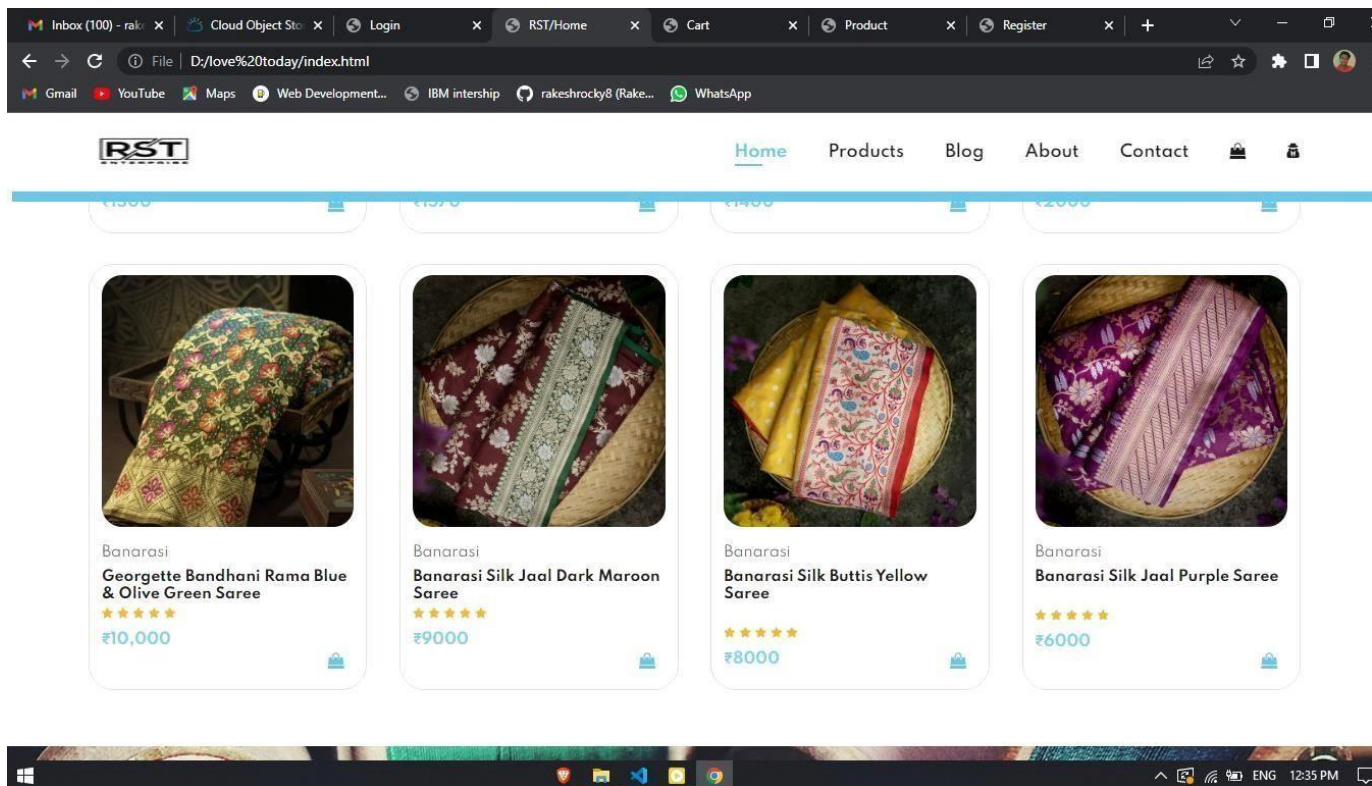 Inbox (100) - rak
Cloud Object Sto
Login
RST/Home
Cart
Product
Register
File | D:/love%20today/index.html
Gmail
YouTube
Maps
Web Development...
IBM intership
rakeshrocky8 (Rake...
WhatsApp
RST
ENTERPRISE
Home
Products
Blog
About
Contact
Banarasi
Georgette Bandhani Rama Blue
& Olive Green Saree
₹10,000
Banarasi
Banarasi Silk Jaal Dark Maroon
Saree
₹9000
Banarasi
Banarasi Silk Buttis Yellow
Saree
₹8000
Banarasi
Banarasi Silk Jaal Purple Saree
₹6000
ENG 12:35 PM